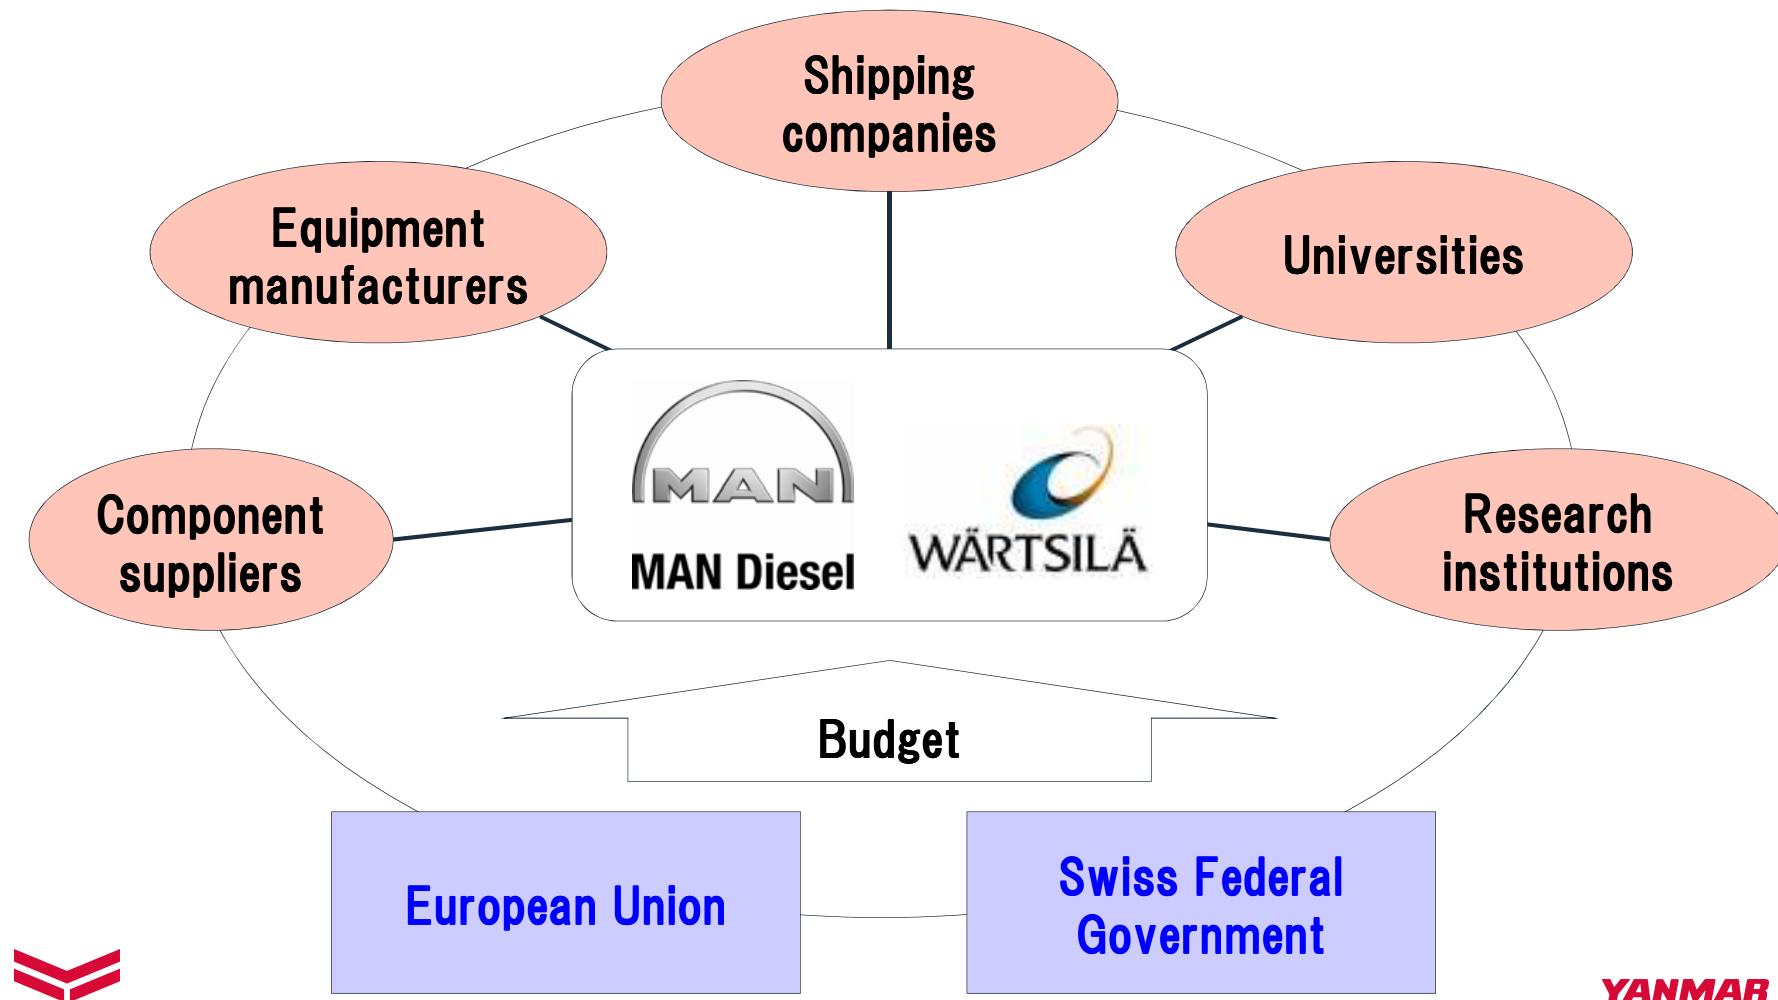 Shipping
companies
Equipment
manufacturers
Universities
MAN
MAN Diesel
WÄRTSILÄ
Component
suppliers
Research
institutions
Budget
European Union
Swiss Federal
Government
YANMAR